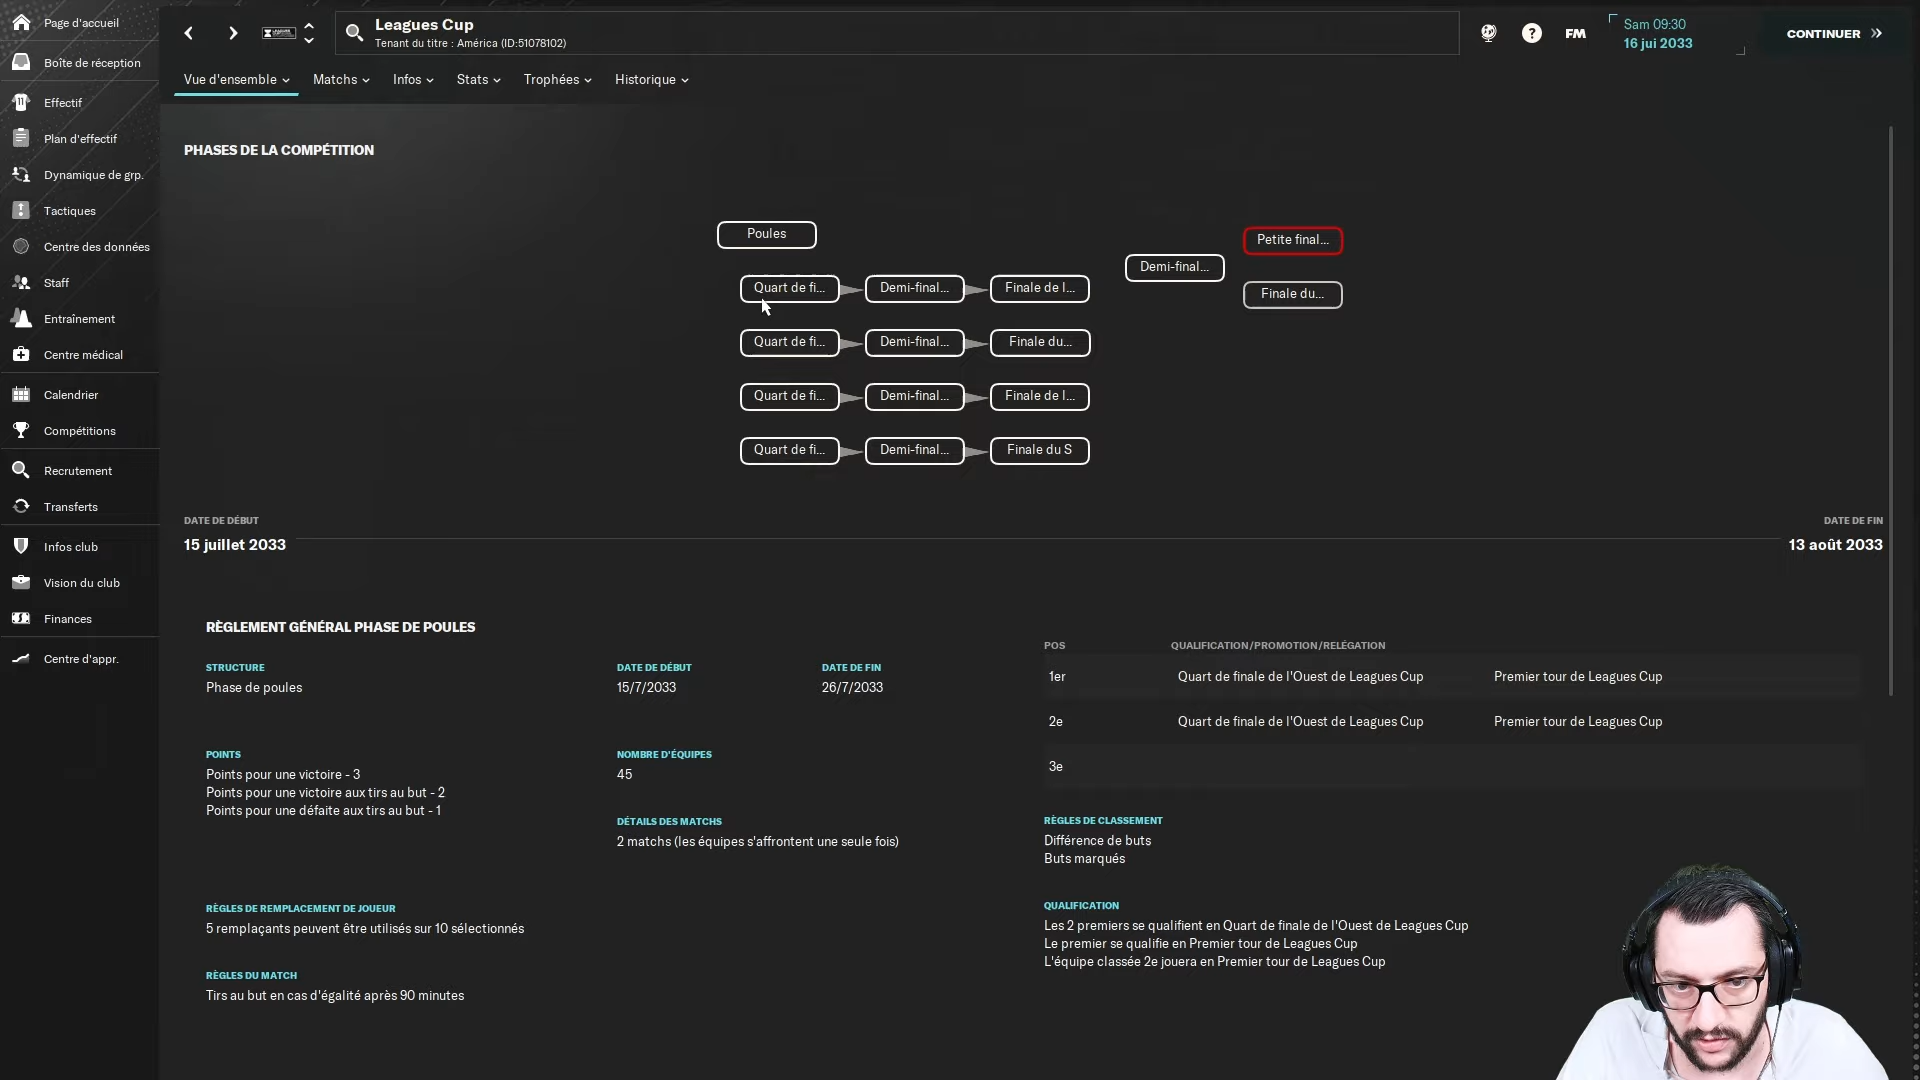 Page d'accueil
Boîte de réception
Effectif
Plan d'effectif
Dynamique de grp.
Tactiques
Centre des données
Staff
Entraînement
Centre médical
Calendrier
Compétitions
Recrutement
Transferts
Infos club
Vision du club
Finances
Centre d'appr.
Leagues Cup
Tenant du titre : América (ID:51078102)
FM
Sam 09:30
16 jui 2033
CONTINUER
Vue d'ensemble
Matchs
Infos
Stats
Trophées
Historique
PHASES DE LA COMPÉTITION
Poules
Quart de fi...
Demi-final...
Finale de l...
Quart de fi...
Demi-final...
Finale du...
Quart de fi...
Demi-final...
Finale de l...
Quart de fi...
Demi-final...
Finale du S
Demi-final...
Petite final...
Finale du...
DATE DE DÉBUT
15 juillet 2033
DATE DE FIN
13 août 2033
RÈGLEMENT GÉNÉRAL PHASE DE POULES
STRUCTURE
Phase de poules
DATE DE DÉBUT
15/7/2033
DATE DE FIN
26/7/2033
POINTS
Points pour une victoire - 3
Points pour une victoire aux tirs au but - 2
Points pour une défaite aux tirs au but - 1
NOMBRE D'ÉQUIPES
45
DÉTAILS DES MATCHS
2 matchs (les équipes s'affrontent une seule fois)
RÈGLES DE REMPLACEMENT DE JOUEUR
5 remplaçants peuvent être utilisés sur 10 sélectionnés
RÈGLES DU MATCH
Tirs au but en cas d'égalité après 90 minutes
POS
QUALIFICATION/PROMOTION/RELÉGATION
1er
Quart de finale de l'Ouest de Leagues Cup
Premier tour de Leagues Cup
2e
Quart de finale de l'Ouest de Leagues Cup
Premier tour de Leagues Cup
3e
RÈGLES DE CLASSEMENT
Différence de buts
Buts marqués
QUALIFICATION
Les 2 premiers se qualifient en Quart de finale de l'Ouest de Leagues Cup
Le premier se qualifie en Premier tour de Leagues Cup
L'équipe classée 2e jouera en Premier tour de Leagues Cup